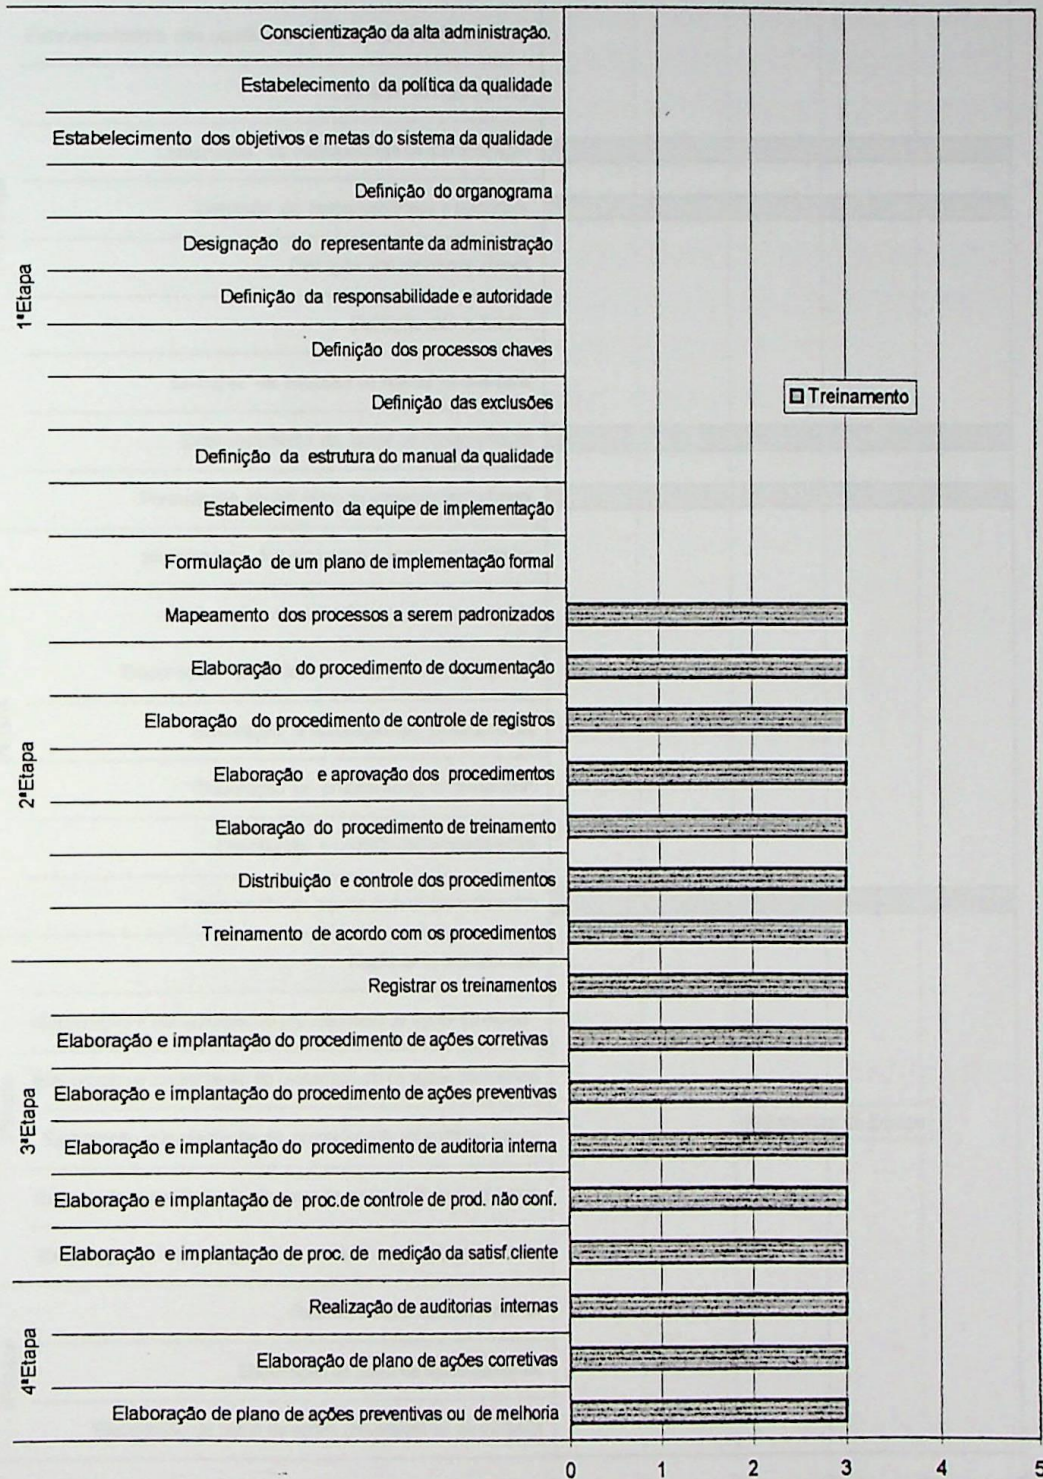 1ªEtapa
Conscientização da alta administração.
Estabelecimento da política da qualidade
Estabelecimento dos objetivos e metas do sistema da qualidade
Definição do organograma
Designação do representante da administração
Definição da responsabilidade e autoridade
Definição dos processos chaves
Definição das exclusões
Definição da estrutura do manual da qualidade
Estabelecimento da equipe de implementação
Formulação de um plano de implementação formal
2ªEtapa
Mapeamento dos processos a serem padronizados
Elaboração do procedimento de documentação
Elaboração do procedimento de controle de registros
Elaboração e aprovação dos procedimentos
Elaboração do procedimento de treinamento
Distribuição e controle dos procedimentos
Treinamento de acordo com os procedimentos
3ªEtapa
Registrar os treinamentos
Elaboração e implantação do procedimento de ações corretivas
Elaboração e implantação do procedimento de ações preventivas
Elaboração e implantação do procedimento de auditoria interna
Elaboração e implantação de proc.de controle de prod. não conf.
Elaboração e implantação de proc. de medição da satisf.cliente
4ªEtapa
Realização de auditorias internas
Elaboração de plano de ações corretivas
Elaboração de plano de ações preventivas ou de melhoria
Treinamento
0 1 2 3 4 5